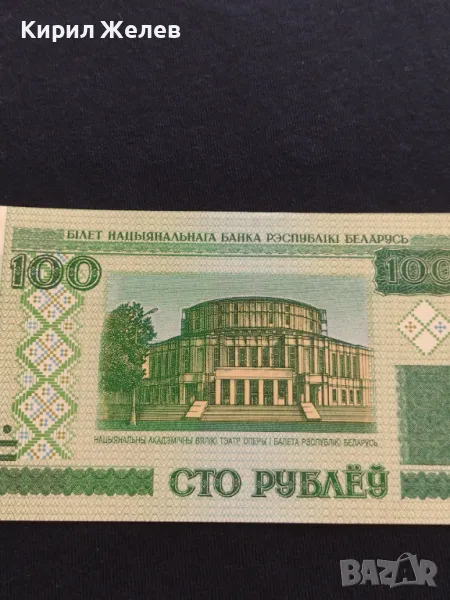 Кирил Желев
БІЛЕТ НАЦЫЯНАЛЬНАГА БАНКА РЭСПУБЛІКІ БЕЛАРУСЬ
100
100
НАЦЫЯНАЛЬНЫ АКАДЭМІЧНЫ ВЯЛІКІ ТЭАТР ОПЕРЫ І БАЛЕТА РЭСПУБЛІКІ БЕЛАРУСЬ
СТО РУБЛЁЎ
BAZAR